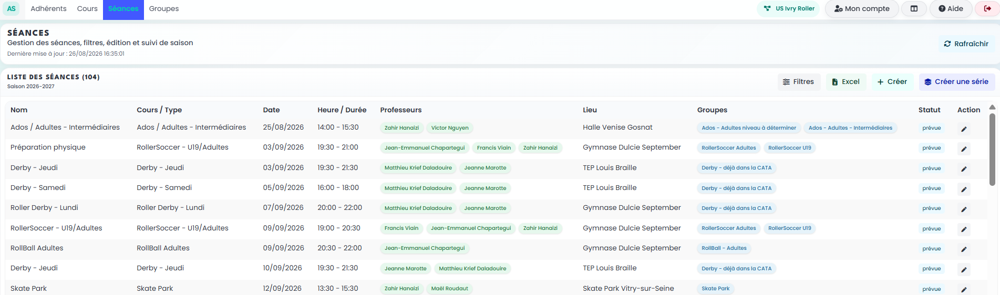 AS Adhérents Cours Séances Groupes US Ivry Roller Mon compte Aide
SÉANCES
Gestion des séances, filtres, édition et suivi de saison
Dernière mise à jour : 26/08/2026 16:35:01
Rafraîchir
LISTE DES SÉANCES (104)
Saison 2026-2027
Filtres Excel + Créer Créer une série
Nom Cours / Type Date Heure / Durée Professeurs Lieu Groupes Statut Action
Ados / Adultes - Intermédiaires Ados / Adultes - Intermédiaires 25/08/2026 14:00 - 15:30 Zahir Hanaizi Victor Nguyen Halle Venise Gosnat Ados - Adultes niveau à déterminer Ados - Adultes - Intermédiaires prévue
Préparation physique RollerSoccer - U19/Adultes 03/09/2026 19:30 - 21:00 Jean-Emmanuel Chapartegui Francis Viain Zahir Hanaizi Gymnase Dulcie September RollerSoccer Adultes RollerSoccer U19 prévue
Derby - Jeudi Derby - Jeudi 03/09/2026 19:30 - 21:30 Matthieu Krief Daladouire Jeanne Marotte TEP Louis Braille Derby - déjà dans la CATA prévue
Derby - Samedi Derby - Samedi 05/09/2026 16:00 - 18:00 Matthieu Krief Daladouire Jeanne Marotte TEP Louis Braille Derby - déjà dans la CATA prévue
Roller Derby - Lundi Roller Derby - Lundi 07/09/2026 20:00 - 22:00 Matthieu Krief Daladouire Jeanne Marotte Gymnase Dulcie September Derby - déjà dans la CATA prévue
RollerSoccer - U19/Adultes RollerSoccer - U19/Adultes 09/09/2026 19:00 - 20:30 Francis Viain Jean-Emmanuel Chapartegui Zahir Hanaizi Gymnase Dulcie September RollerSoccer Adultes RollerSoccer U19 prévue
RollBall Adultes RollBall Adultes 09/09/2026 20:30 - 22:00 Jean-Emmanuel Chapartegui Gymnase Dulcie September RollBall - Adultes prévue
Derby - Jeudi Derby - Jeudi 10/09/2026 19:30 - 21:30 Jeanne Marotte Matthieu Krief Daladouire TEP Louis Braille Derby - déjà dans la CATA prévue
Skate Park Skate Park 12/09/2026 13:30 - 15:30 Zahir Hanaizi Maël Roudaut Skate Park Vitry-sur-Seine Skate Park prévue